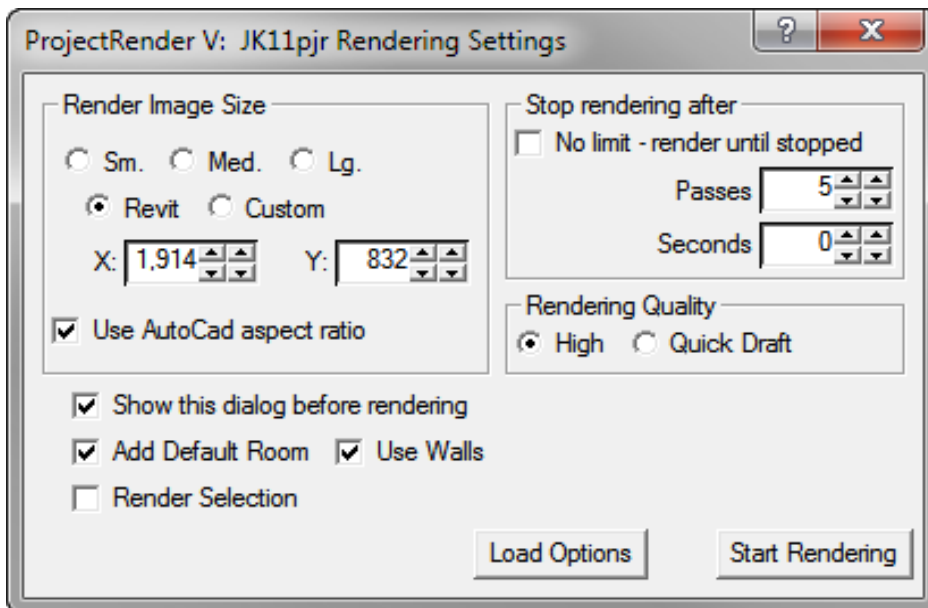 ProjectRender V: JK11pjr Rendering Settings
?
Render Image Size
Sm. Med. Lg.
Revit Custom
X: 1,914 Y: 832
Use AutoCad aspect ratio
Stop rendering after
No limit - render until stopped
Passes 5
Seconds 0
Rendering Quality
High Quick Draft
Show this dialog before rendering
Add Default Room Use Walls
Render Selection
Load Options Start Rendering